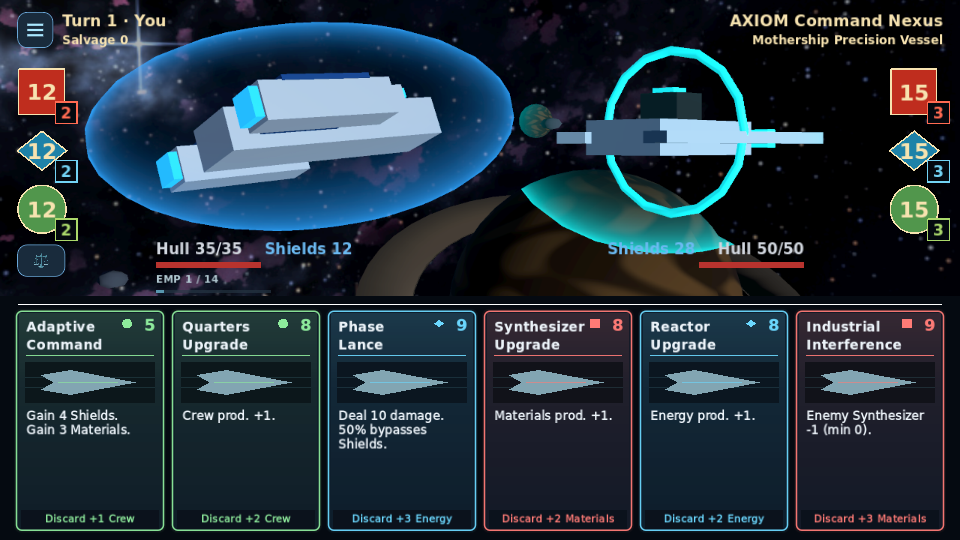 Turn 1 · You
Salvage 0
AXIOM Command Nexus
Mothership Precision Vessel
12
2
12
2
12
2
15
3
15
3
15
3
Hull 35/35 Shields 12
EMP 1 / 14
Shields 28 Hull 50/50
Adaptive Command
5
Gain 4 Shields.
Gain 3 Materials.
Discard +1 Crew
Quarters Upgrade
8
Crew prod. +1.
Discard +2 Crew
Phase Lance
9
Deal 10 damage.
50% bypasses
Shields.
Discard +3 Energy
Synthesizer Upgrade
8
Materials prod. +1.
Discard +2 Materials
Reactor Upgrade
8
Energy prod. +1.
Discard +2 Energy
Industrial Interference
9
Enemy Synthesizer
-1 (min 0).
Discard +3 Materials